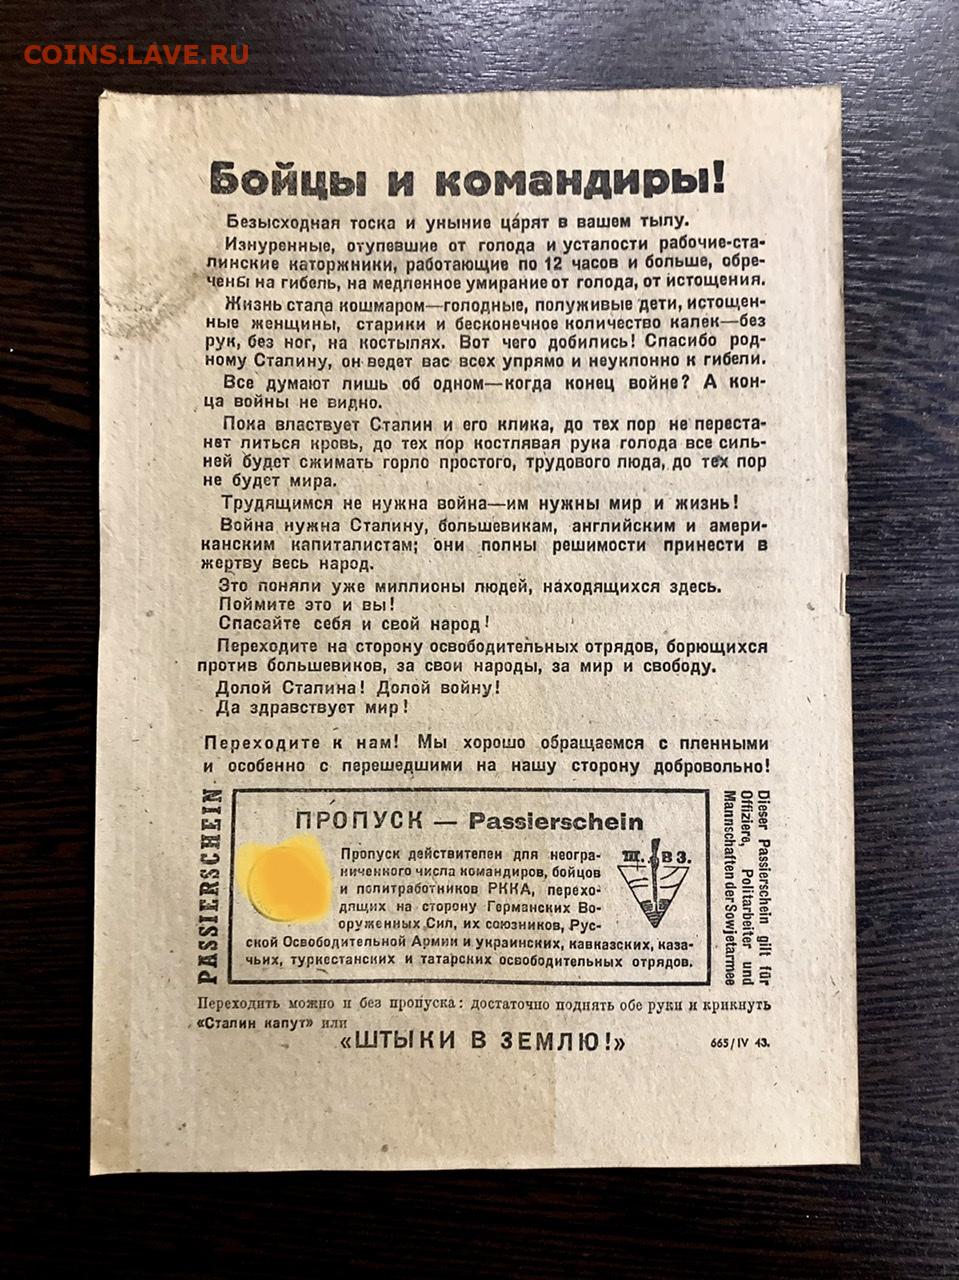 COINS.LAVE.RU
Бойцы и командиры!
Безысходная тоска и уныние ца́рят в вашем тылу.
Изнуренные, отупевшие от голода и усталости рабочие-ста-
линские каторжники, работающие по 12 часов и больше, обре-
чены на гибель, на медленное умирание от голода, от истощения.
Жизнь стала кошмаром—голодные, полуживые дети, истощен-
ные женщины, старики и бесконечное количество калек—без
рук, без ног, на костылях. Вот чего добились! Спасибо род-
ному Сталину, он ведет вас всех упрямо и неуклонно к гибели.
Все думают лишь об одном—когда конец войне? А кон-
ца войны не видно.
Пока властвует Сталин и его клика, до тех пор не переста-
нет литься кровь, до тех пор костлявая рука голода все силь-
ней будет сжимать горло простого, трудового люда, до тех пор
не будет мира.
Трудящимся не нужна война—им нужны мир и жизнь!
Война нужна Сталину, большевикам, английским и амери-
канским капиталистам; они полны решимости принести в
жертву весь народ.
Это поняли уже миллионы людей, находящихся здесь.
Поймите это и вы!
Спасайте себя и свой народ!
Переходите на сторону освободительных отрядов, борющихся
против большевиков, за свои народы, за мир и свободу.
Долой Сталина! Долой войну!
Да здравствует мир!
Переходите к нам! Мы хорошо обращаемся с пленными
и особенно с перешедшими на нашу сторону добровольно!
PASSIERSCHEIN
ПРОПУСК — Passierschein
Пропуск действителен для неогра-
ниченного числа командиров, бойцов
и политработников РККА, перехо-
дящих на сторону Германских Во-
оруженных Сил, их союзников, Рус-
ской Освободительной Армии и украинских, кавказских, каза-
чьих, туркестанских и татарских освободительных отрядов.
Ш. В З.
Dieser Passierschein gilt für
Offiziere, Politarbeiter und
Mannschaften der Sowjetarmee
Переходить можно и без пропуска: достаточно поднять обе руки и крикнуть
«Сталин капут» или
«ШТЫКИ В ЗЕМЛЮ!»
665/IV 43.